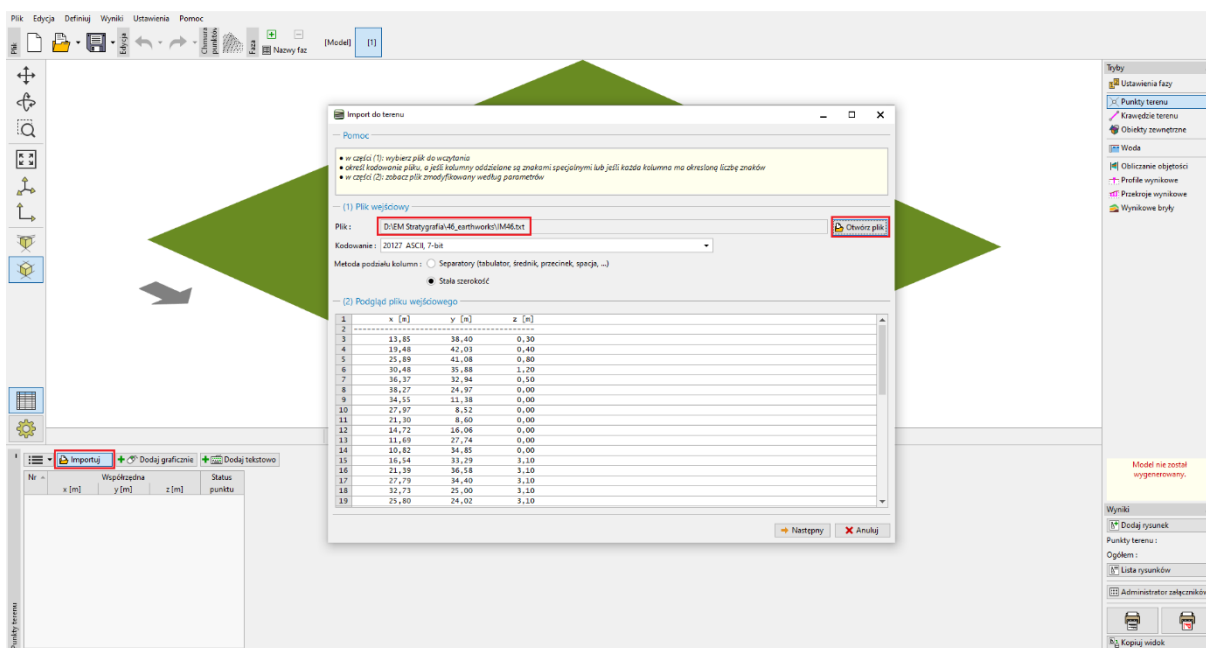 Plik Edycja Definiuj Wyniki Ustawienia Pomoc
Plik
Edycja
Chmura punktów
Faza
Nazwy faz
[Model] [1]
Import do terenu
Pomoc
• w części (1): wybierz plik do wczytania
• określ kodowanie pliku, a jeśli kolumny oddzielane są znakami specjalnymi lub jeśli każda kolumna ma określoną liczbę znaków
• w części (2): zobacz plik zmodyfikowany według parametrów
(1) Plik wejściowy
Plik : D:\EM Stratygrafia\46_earthworks\IM46.txt Otwórz plik
Kodowanie : 20127 ASCII, 7-bit
Metoda podziału kolumn : Separatory (tabulator, średnik, przecinek, spacja, ...)
Stała szerokość
(2) Podgląd pliku wejściowego
1 x [m] y [m] z [m]
2 ------------------------------------------
3 13,85 38,40 0,30
4 19,48 42,03 0,40
5 25,89 41,08 0,80
6 30,48 35,88 1,20
7 36,37 32,94 0,50
8 38,27 24,97 0,00
9 34,55 11,38 0,00
10 27,97 8,52 0,00
11 21,30 8,60 0,00
12 14,72 16,06 0,00
13 11,69 27,74 0,00
14 10,82 34,85 0,00
15 16,54 33,29 3,10
16 21,39 36,58 3,10
17 27,79 34,40 3,10
18 32,73 25,00 3,10
19 25,80 24,02 3,10
Następny Anuluj
Importuj Dodaj graficznie Dodaj tekstowo
Nr Współrzędna Status
x [m] y [m] z [m] punktu
Punkty terenu
Tryby
Ustawienia fazy
Punkty terenu
Krawędzie terenu
Obiekty zewnętrzne
Woda
Obliczanie objętości
Profile wynikowe
Przekroje wynikowe
Wynikowe bryły
Model nie został
wygenerowany.
Wyniki
Dodaj rysunek
Punkty terenu :
Ogółem :
Lista rysunków
Administrator załączników
Kopiuj widok